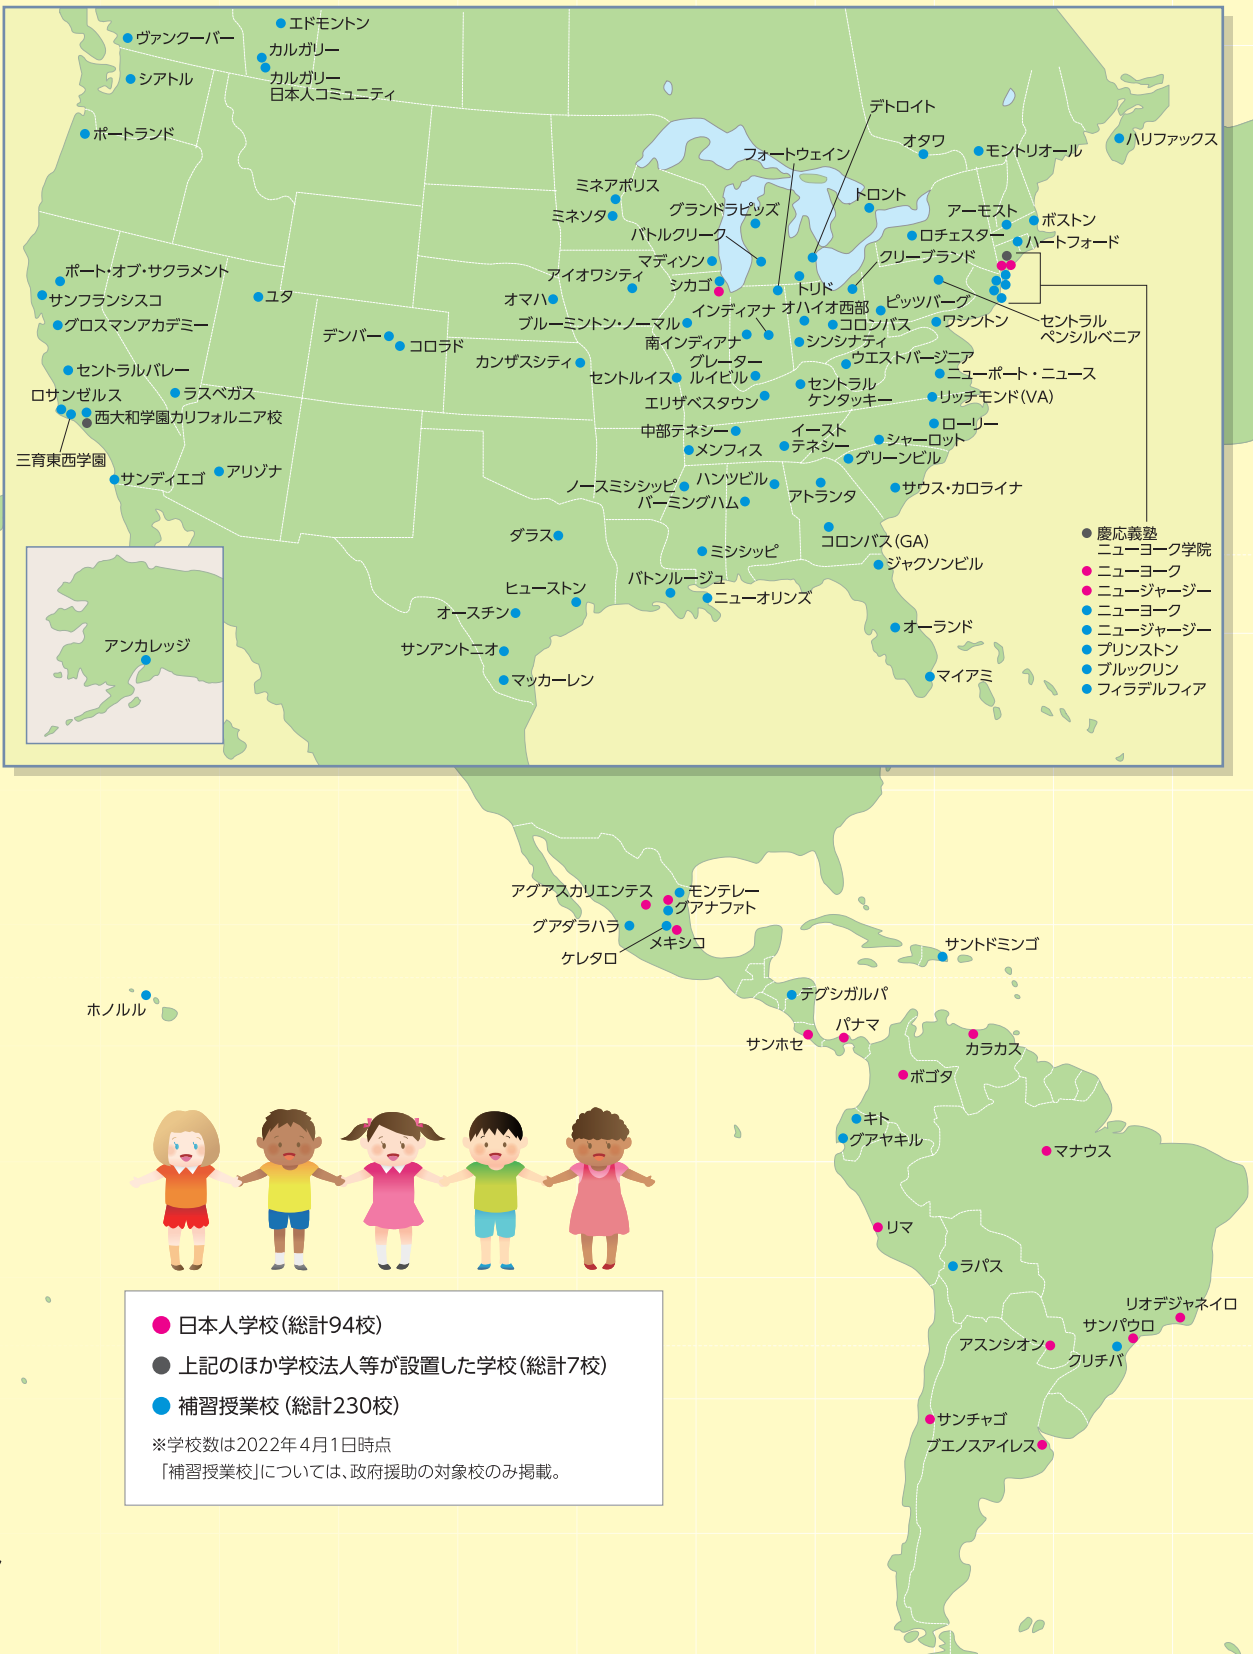 エドモントン
ヴァンクーバー
カルガリー
シアトル
カルガリー
日本人コミュニティ
デトロイト
ポートランド
オタワ
ハリファックス
モントリオール
フォートウェイン
ミネアポリス
トロント
グランドラピッズ
アーモスト
ミネソタ
ボストン
バトルクリーク
ロチェスター
ハートフォード
クリーブランド
マディソン
ポート・オブ・サクラメント
アイオワシティ
シカゴ
トリド
サンフランシスコ
ユタ
オマハ
インディアナ
オハイオ西部
ピッツバーグ
グロスマンアカデミー
ブルーミントン・ノーマル
コロンバス
ワシントン
セントラル
ペンシルベニア
デンバー
コロラド
南インディアナ
シンシナティ
カンザスシティ
グレーター
ルイビル
ウエストバージニア
セントラルバレー
セントルイス
ニューポート・ニュース
ロサンゼルス
ラスベガス
セントラル
ケンタッキー
エリザベスタウン
リッチモンド(VA)
西大和学園カリフォルニア校
中部テネシー
イースト
テネシー
ローリー
シャーロット
三育東西学園
メンフィス
グリーンビル
サンディエゴ
アリゾナ
ノースミシシッピ
ハンツビル
アトランタ
サウス・カロライナ
バーミングハム
ダラス
コロンバス(GA)
慶応義塾
ニューヨーク学院
ミシシッピ
ジャクソンビル
ニューヨーク
バトンルージュ
ヒューストン
ニュージャージー
ニューオリンズ
オースチン
ニューヨーク
オーランド
ニュージャージー
アンカレッジ
サンアントニオ
プリンストン
マッカーレン
マイアミ
ブルックリン
フィラデルフィア
アグアスカリエンテス
モンテレー
グアナファト
グアダラハラ
メキシコ
ケレタロ
サントドミンゴ
ホノルル
テグシガルパ
パナマ
サンホセ
カラカス
ボゴタ
キト
グアヤキル
マナウス
リマ
ラパス
リオデジャネイロ
サンパウロ
アスンシオン
クリチバ
サンチャゴ
ブエノスアイレス
日本人学校(総計94校)
上記のほか学校法人等が設置した学校(総計7校)
補習授業校(総計230校)
※学校数は2022年4月1日時点
「補習授業校」については、政府援助の対象校のみ掲載。